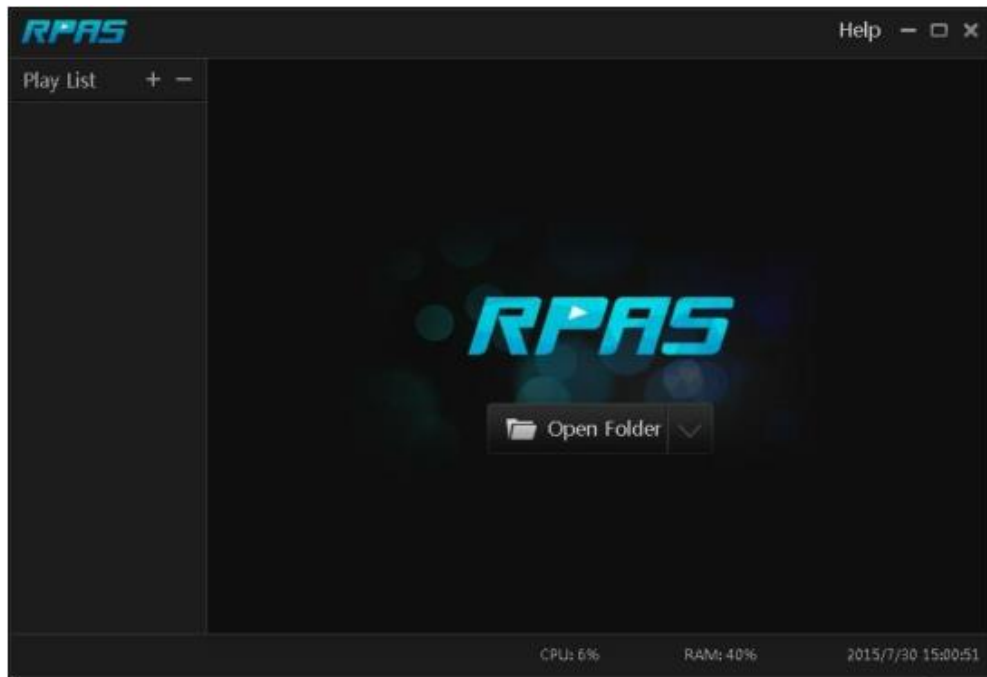 RPAS
Help
Play List + −
RPAS
Open Folder
CPU: 6% RAM: 40% 2015/7/30 15:00:51